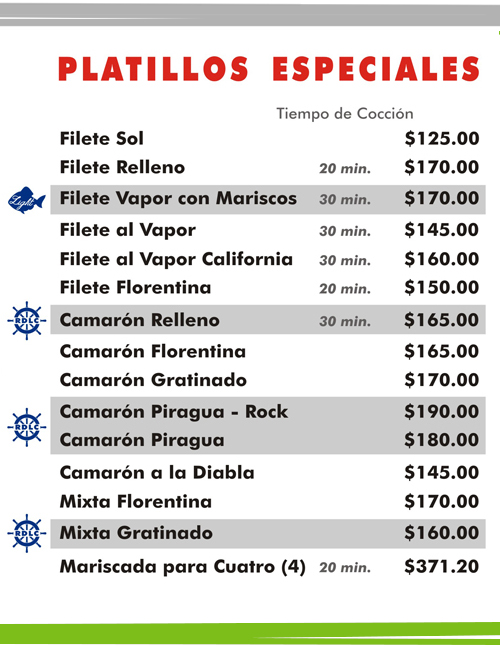 PLATILLOS ESPECIALES
Tiempo de Cocción
Filete Sol $125.00
Filete Relleno 20 min. $170.00
Light Filete Vapor con Mariscos 30 min. $170.00
Filete al Vapor 30 min. $145.00
Filete al Vapor California 30 min. $160.00
Filete Florentina 20 min. $150.00
RDLC Camarón Relleno 30 min. $165.00
Camarón Florentina $165.00
Camarón Gratinado $170.00
Camarón Piragua - Rock $190.00
RDLC
Camarón Piragua $180.00
Camarón a la Diabla $145.00
Mixta Florentina $170.00
RDLC Mixta Gratinado $160.00
Mariscada para Cuatro (4) 20 min. $371.20